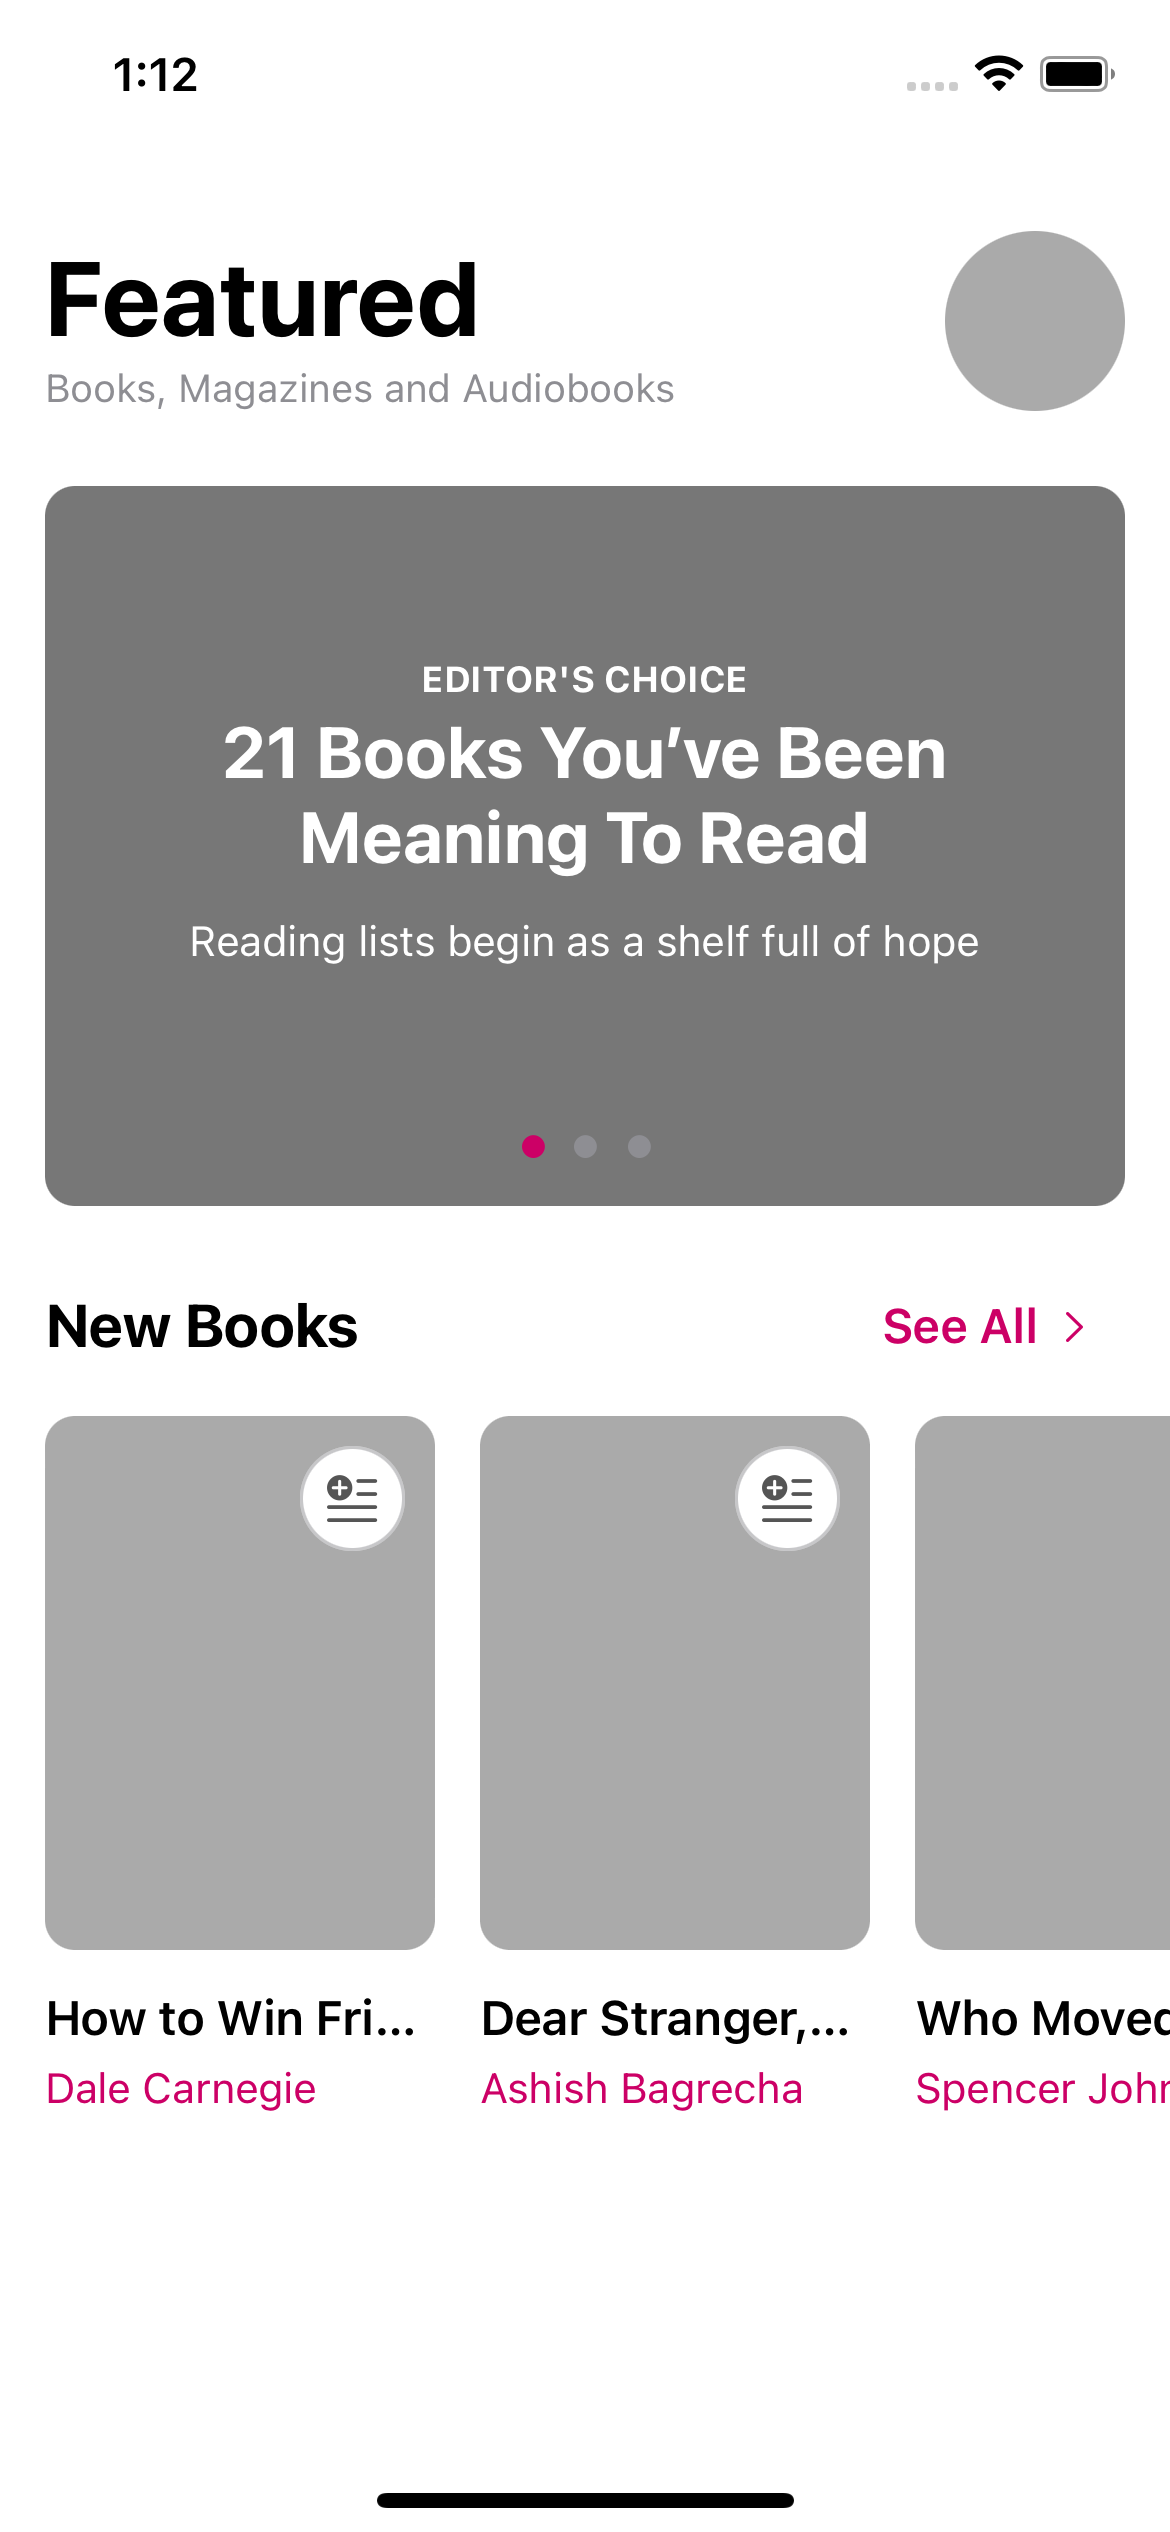 1:12
Featured
Books, Magazines and Audiobooks
EDITOR'S CHOICE
21 Books You’ve Been
Meaning To Read
Reading lists begin as a shelf full of hope
New Books
See All
How to Win Fri...
Dear Stranger,...
Who Moved
Dale Carnegie
Ashish Bagrecha
Spencer John